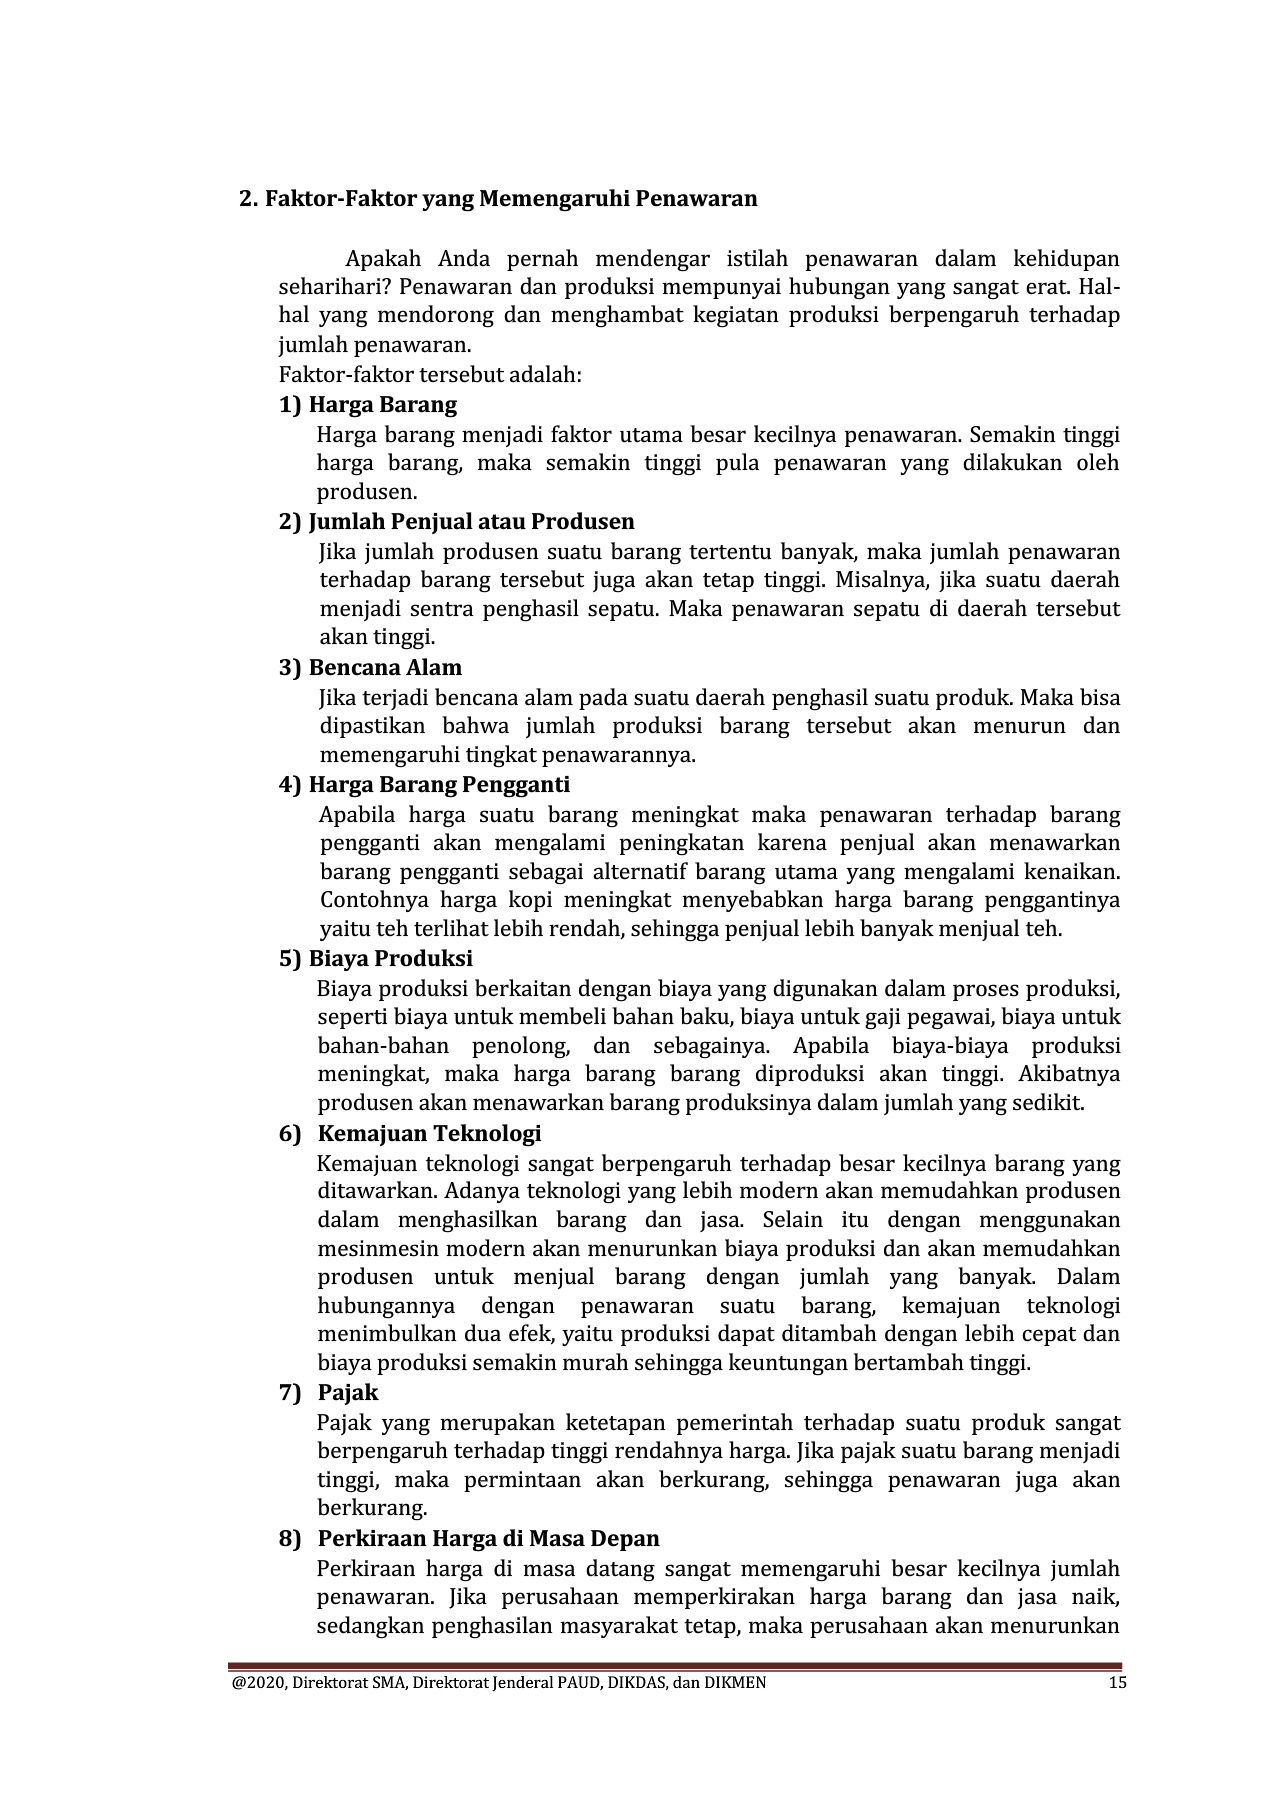 2. Faktor-Faktor yang Memengaruhi Penawaran
Apakah Anda pernah mendengar istilah penawaran dalam kehidupan
seharihari? Penawaran dan produksi mempunyai hubungan yang sangat erat. Hal-
hal yang mendorong dan menghambat kegiatan produksi berpengaruh terhadap
jumlah penawaran.
Faktor-faktor tersebut adalah:
1) Harga Barang
Harga barang menjadi faktor utama besar kecilnya penawaran. Semakin tinggi
harga barang, maka semakin tinggi pula penawaran yang dilakukan oleh
produsen.
2) Jumlah Penjual atau Produsen
Jika jumlah produsen suatu barang tertentu banyak, maka jumlah penawaran
terhadap barang tersebut juga akan tetap tinggi. Misalnya, jika suatu daerah
menjadi sentra penghasil sepatu. Maka penawaran sepatu di daerah tersebut
akan tinggi.
3) Bencana Alam
Jika terjadi bencana alam pada suatu daerah penghasil suatu produk. Maka bisa
dipastikan bahwa jumlah produksi barang tersebut akan menurun dan
memengaruhi tingkat penawarannya.
4) Harga Barang Pengganti
Apabila harga suatu barang meningkat maka penawaran terhadap barang
pengganti akan mengalami peningkatan karena penjual akan menawarkan
barang pengganti sebagai alternatif barang utama yang mengalami kenaikan.
Contohnya harga kopi meningkat menyebabkan harga barang penggantinya
yaitu teh terlihat lebih rendah, sehingga penjual lebih banyak menjual teh.
5) Biaya Produksi
Biaya produksi berkaitan dengan biaya yang digunakan dalam proses produksi,
seperti biaya untuk membeli bahan baku, biaya untuk gaji pegawai, biaya untuk
bahan-bahan penolong, dan sebagainya. Apabila biaya-biaya produksi
meningkat, maka harga barang barang diproduksi akan tinggi. Akibatnya
produsen akan menawarkan barang produksinya dalam jumlah yang sedikit.
6) Kemajuan Teknologi
Kemajuan teknologi sangat berpengaruh terhadap besar kecilnya barang yang
ditawarkan. Adanya teknologi yang lebih modern akan memudahkan produsen
dalam menghasilkan barang dan jasa. Selain itu dengan menggunakan
mesinmesin modern akan menurunkan biaya produksi dan akan memudahkan
produsen untuk menjual barang dengan jumlah yang banyak. Dalam
hubungannya dengan penawaran suatu barang, kemajuan teknologi
menimbulkan dua efek, yaitu produksi dapat ditambah dengan lebih cepat dan
biaya produksi semakin murah sehingga keuntungan bertambah tinggi.
7) Pajak
Pajak yang merupakan ketetapan pemerintah terhadap suatu produk sangat
berpengaruh terhadap tinggi rendahnya harga. Jika pajak suatu barang menjadi
tinggi, maka permintaan akan berkurang, sehingga penawaran juga akan
berkurang.
8) Perkiraan Harga di Masa Depan
Perkiraan harga di masa datang sangat memengaruhi besar kecilnya jumlah
penawaran. Jika perusahaan memperkirakan harga barang dan jasa naik,
sedangkan penghasilan masyarakat tetap, maka perusahaan akan menurunkan
@2020, Direktorat SMA, Direktorat Jenderal PAUD, DIKDAS, dan DIKMEN 15